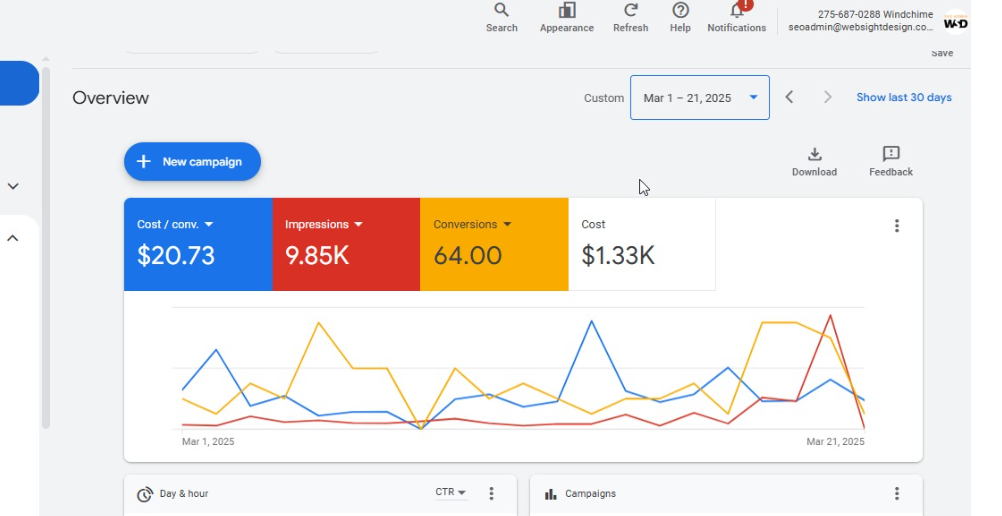 Search
Appearance
Refresh
Help
Notifications
275-687-0288 Windchime
seoadmin@websightdesign.co...
WSD
Save
Overview
Custom
Mar 1 – 21, 2025
Show last 30 days
New campaign
Download
Feedback
Cost / conv.
Impressions
Conversions
Cost
$20.73
9.85K
64.00
$1.33K
Mar 1, 2025
Mar 21, 2025
Day & hour
CTR
Campaigns